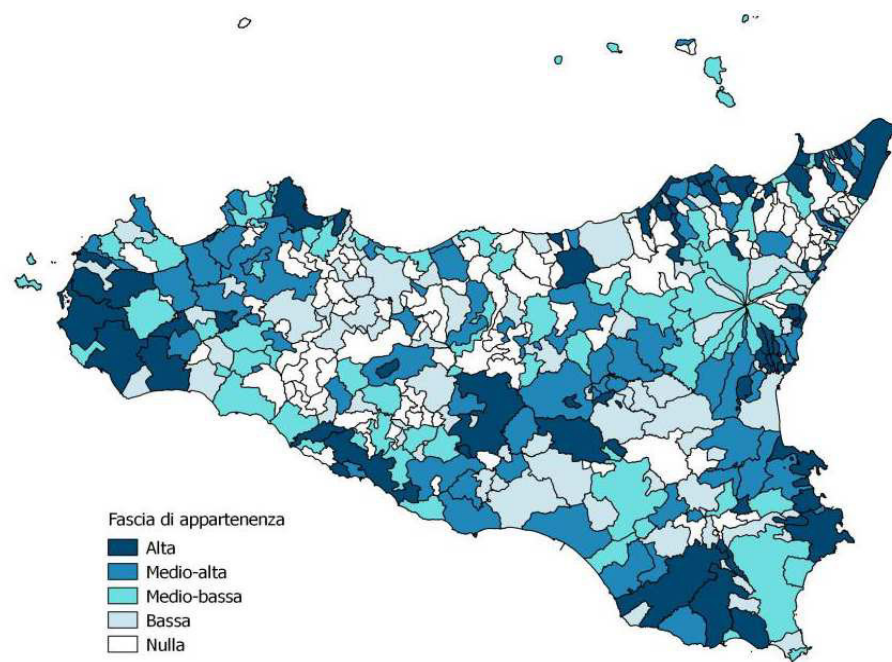 Fascia di appartenenza
Alta
Medio-alta
Medio-bassa
Bassa
Nulla